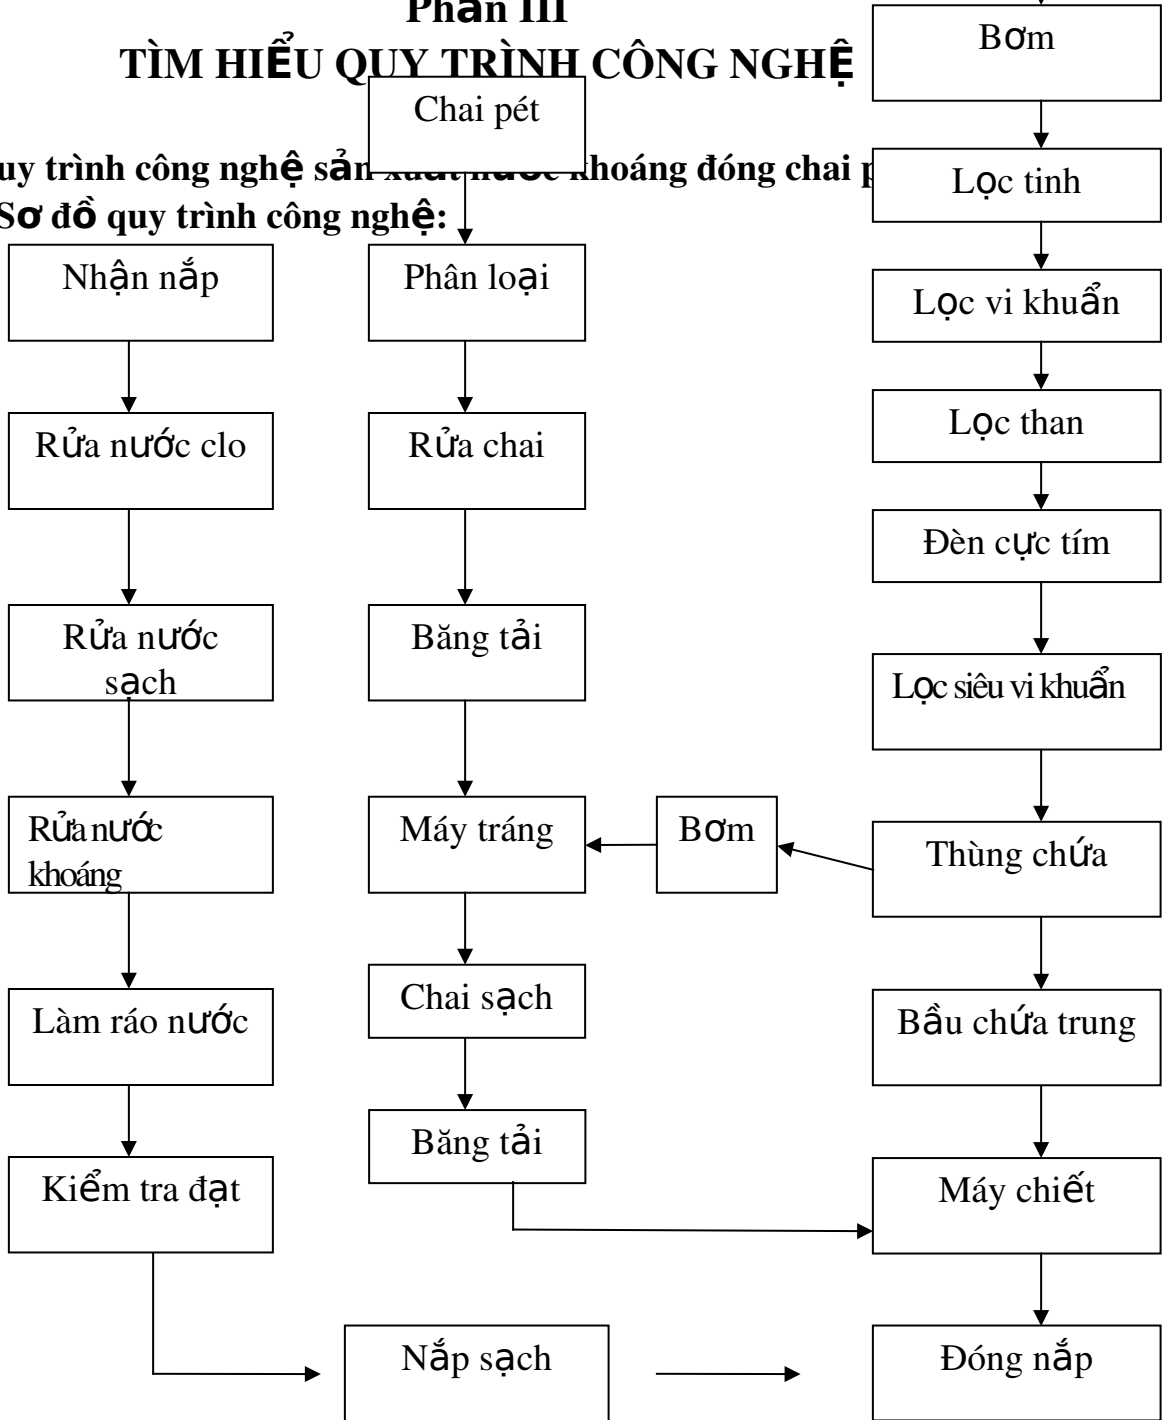 Phần III
TÌM HIỂU QUY TRÌNH CÔNG NGHỆ
uy trình công nghệ sản xuất nước khoáng đóng chai p
Sơ đồ quy trình công nghệ:
Chai pét
Nhận nắp
Rửa nước clo
Rửa nước
sạch
Rửa nước
khoáng
Làm ráo nước
Kiểm tra đạt
Phân loại
Rửa chai
Băng tải
Máy tráng
Chai sạch
Băng tải
Nắp sạch
Bơm
Bơm
Lọc tinh
Lọc vi khuẩn
Lọc than
Đèn cực tím
Lọc siêu vi khuẩn
Thùng chứa
Bầu chứa trung
Máy chiết
Đóng nắp